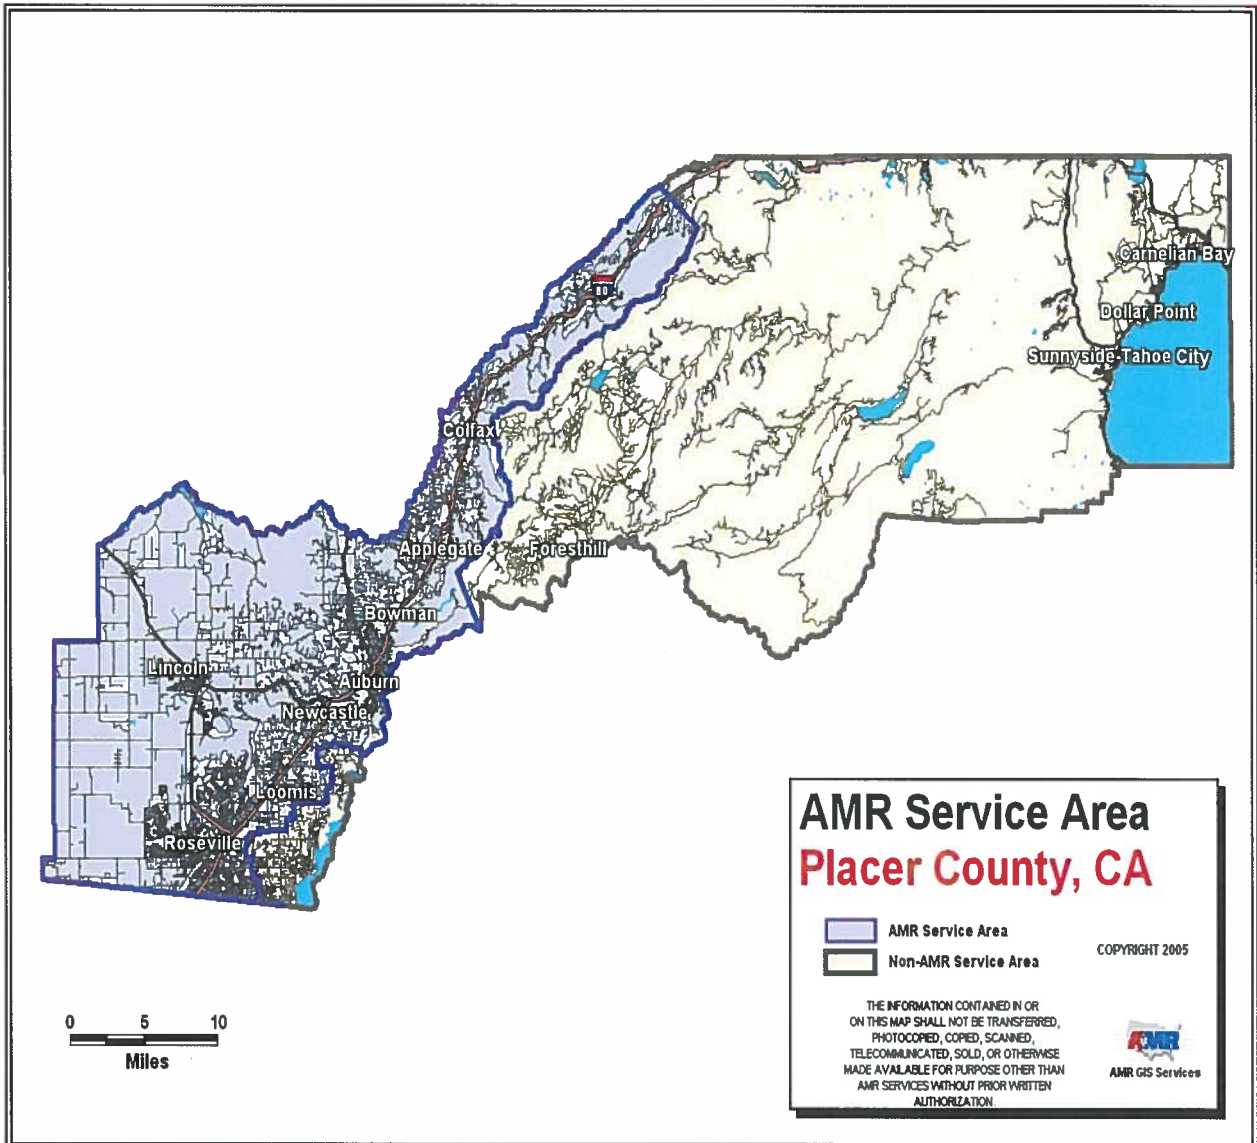 Carnelian Bay
Dollar Point
Sunnyside-Tahoe City
80
Colfax
Applegate
Foresthill
Bowman
Lincoln
Auburn
Newcastle
Loomis
Roseville
0 5 10
Miles
AMR Service Area
Placer County, CA
AMR Service Area
Non-AMR Service Area
COPYRIGHT 2005
THE INFORMATION CONTAINED IN OR
ON THIS MAP SHALL NOT BE TRANSFERRED,
PHOTOCOPIED, COPIED, SCANNED,
TELECOMMUNICATED, SOLD, OR OTHERWISE
MADE AVAILABLE FOR PURPOSE OTHER THAN
AMR SERVICES WITHOUT PRIOR WRITTEN
AUTHORIZATION.
AMR
AMR GIS Services